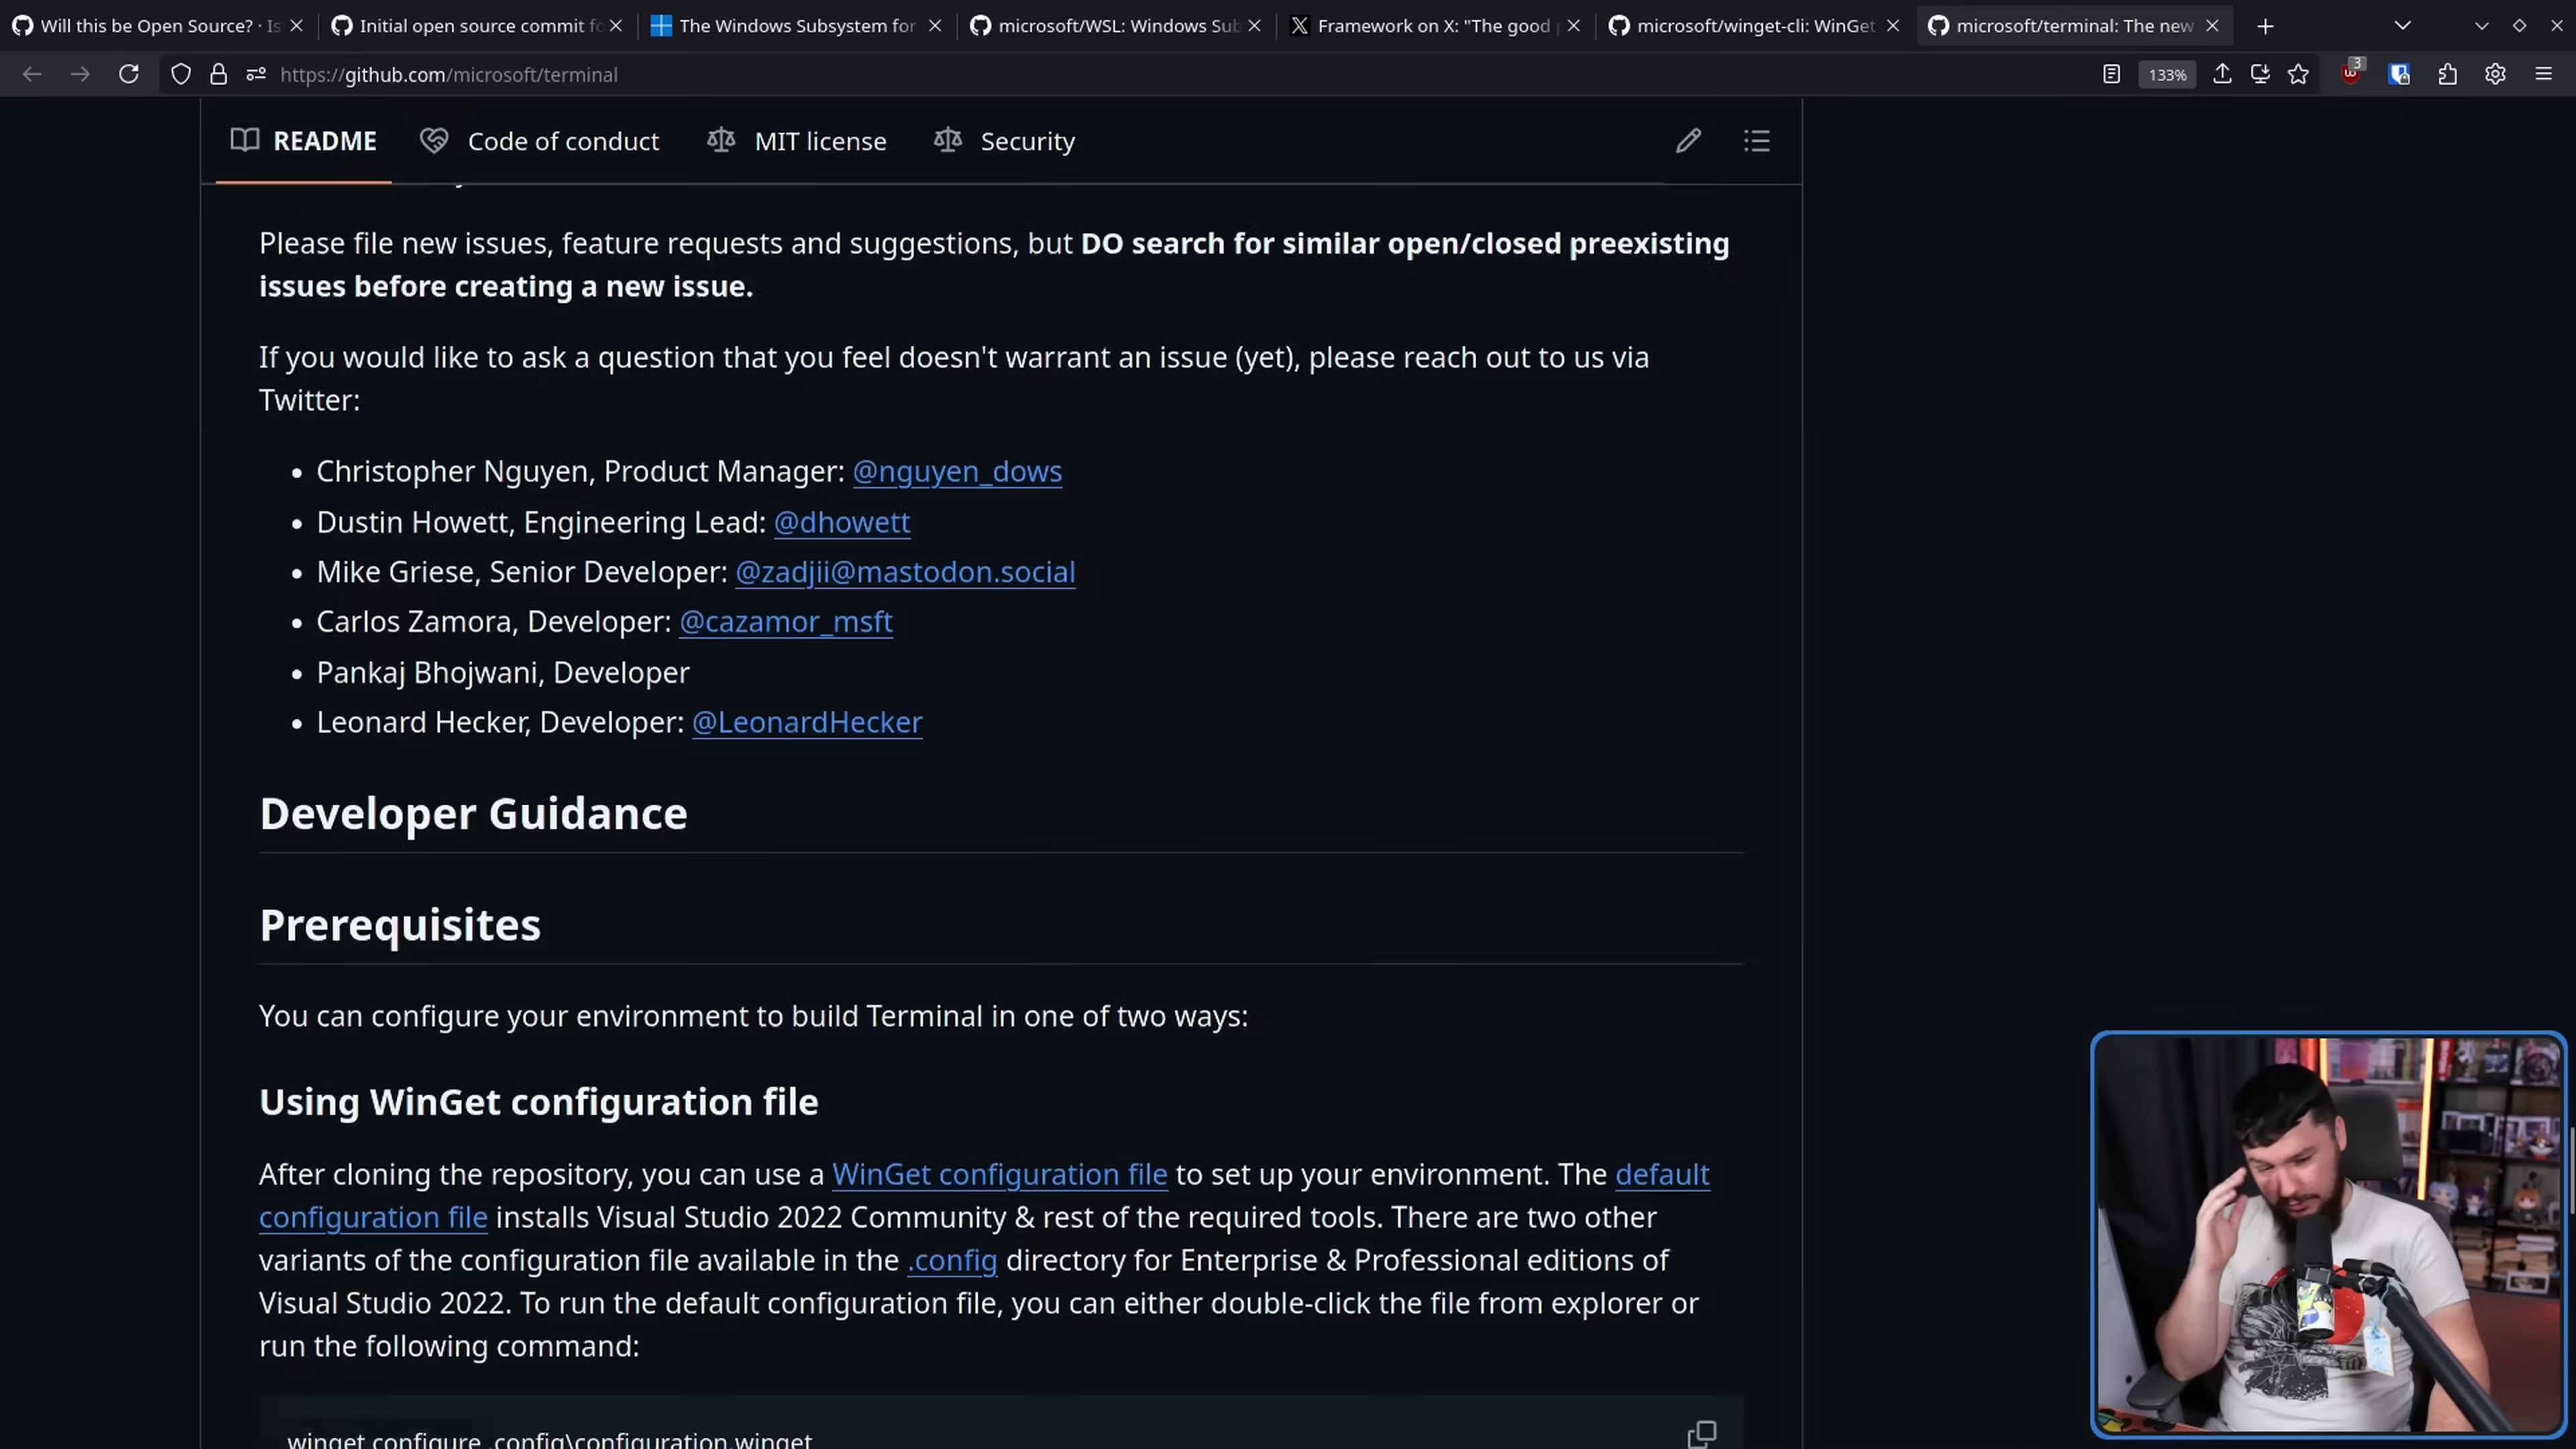 Will this be Open Source? · Is
Initial open source commit fo
The Windows Subsystem for
microsoft/WSL: Windows Sub
Framework on X: "The good p
microsoft/winget-cli: WinGet
microsoft/terminal: The new
https://github.com/microsoft/terminal
133%
3
README
Code of conduct
MIT license
Security
Please file new issues, feature requests and suggestions, but DO search for similar open/closed preexisting
issues before creating a new issue.
If you would like to ask a question that you feel doesn't warrant an issue (yet), please reach out to us via
Twitter:
• Christopher Nguyen, Product Manager: @nguyen_dows
• Dustin Howett, Engineering Lead: @dhowett
• Mike Griese, Senior Developer: @zadjii@mastodon.social
• Carlos Zamora, Developer: @cazamor_msft
• Pankaj Bhojwani, Developer
• Leonard Hecker, Developer: @LeonardHecker
Developer Guidance
Prerequisites
You can configure your environment to build Terminal in one of two ways:
Using WinGet configuration file
After cloning the repository, you can use a WinGet configuration file to set up your environment. The default
configuration file installs Visual Studio 2022 Community & rest of the required tools. There are two other
variants of the configuration file available in the .config directory for Enterprise & Professional editions of
Visual Studio 2022. To run the default configuration file, you can either double-click the file from explorer or
run the following command:
winget configure .config\configuration.winget